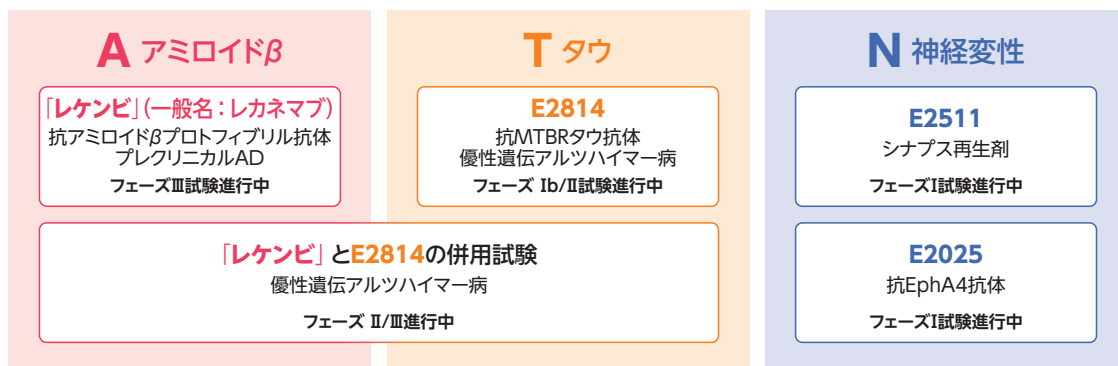 A アミロイドβ
「レケンビ」(一般名:レカネマブ)
抗アミロイドβプロトフィブリル抗体
プレクリニカルAD
フェーズⅢ試験進行中
T タウ
E2814
抗MTBRタウ抗体
優性遺伝アルツハイマー病
フェーズ Ⅰb/Ⅱ試験進行中
「レケンビ」とE2814の併用試験
優性遺伝アルツハイマー病
フェーズ Ⅱ/Ⅲ進行中
N 神経変性
E2511
シナプス再生剤
フェーズⅠ試験進行中
E2025
抗EphA4抗体
フェーズⅠ試験進行中